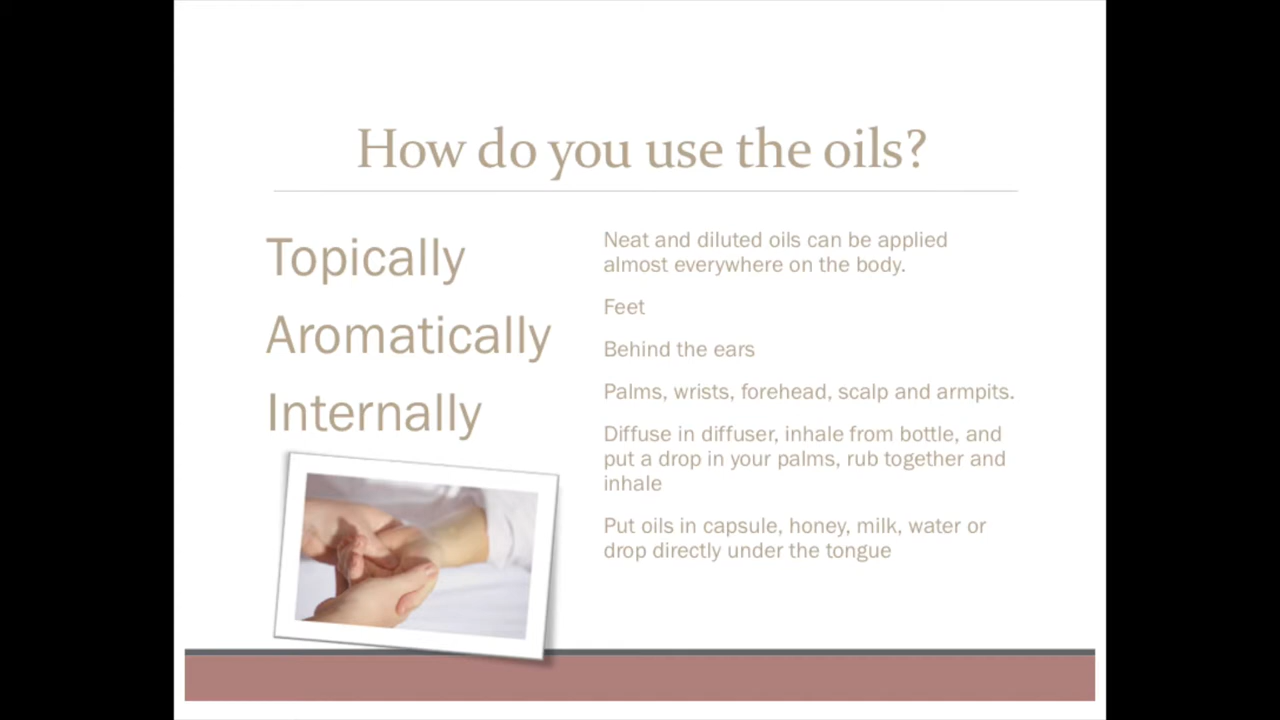 How do you use the oils?
Topically
Aromatically
Internally
Neat and diluted oils can be applied
almost everywhere on the body.
Feet
Behind the ears
Palms, wrists, forehead, scalp and armpits.
Diffuse in diffuser, inhale from bottle, and
put a drop in your palms, rub together and
inhale
Put oils in capsule, honey, milk, water or
drop directly under the tongue